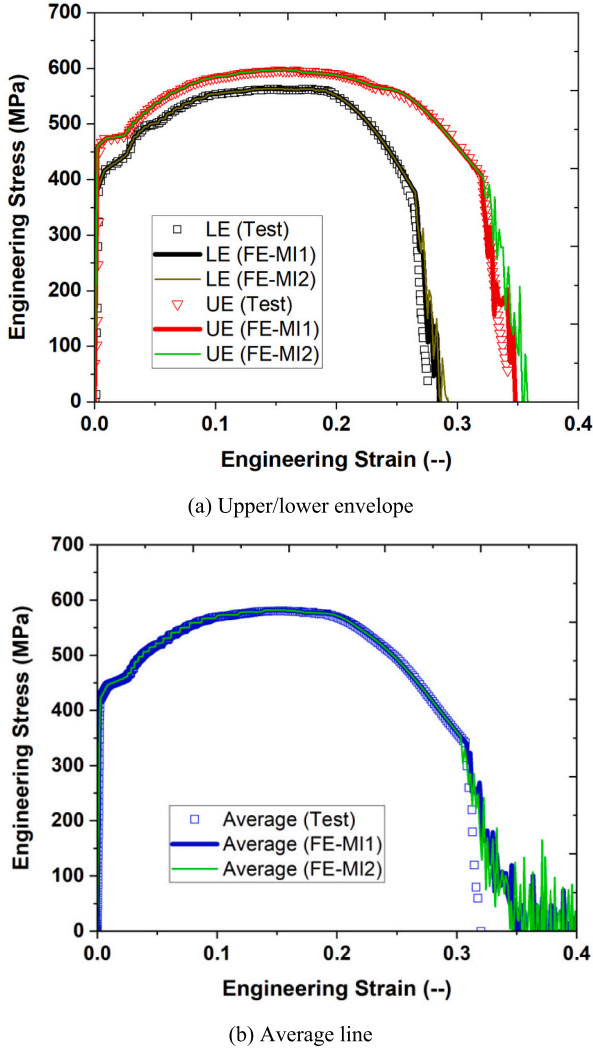 700
600
500
400
300
200
100
0
Engineering Stress (MPa)
LE (Test)
LE (FE-MI1)
LE (FE-MI2)
UE (Test)
UE (FE-MI1)
UE (FE-MI2)
0.0 0.1 0.2 0.3 0.4
Engineering Strain (--)
(a) Upper/lower envelope
700
600
500
400
300
200
100
0
Engineering Stress (MPa)
Average (Test)
Average (FE-MI1)
Average (FE-MI2)
0.0 0.1 0.2 0.3 0.4
Engineering Strain (--)
(b) Average line